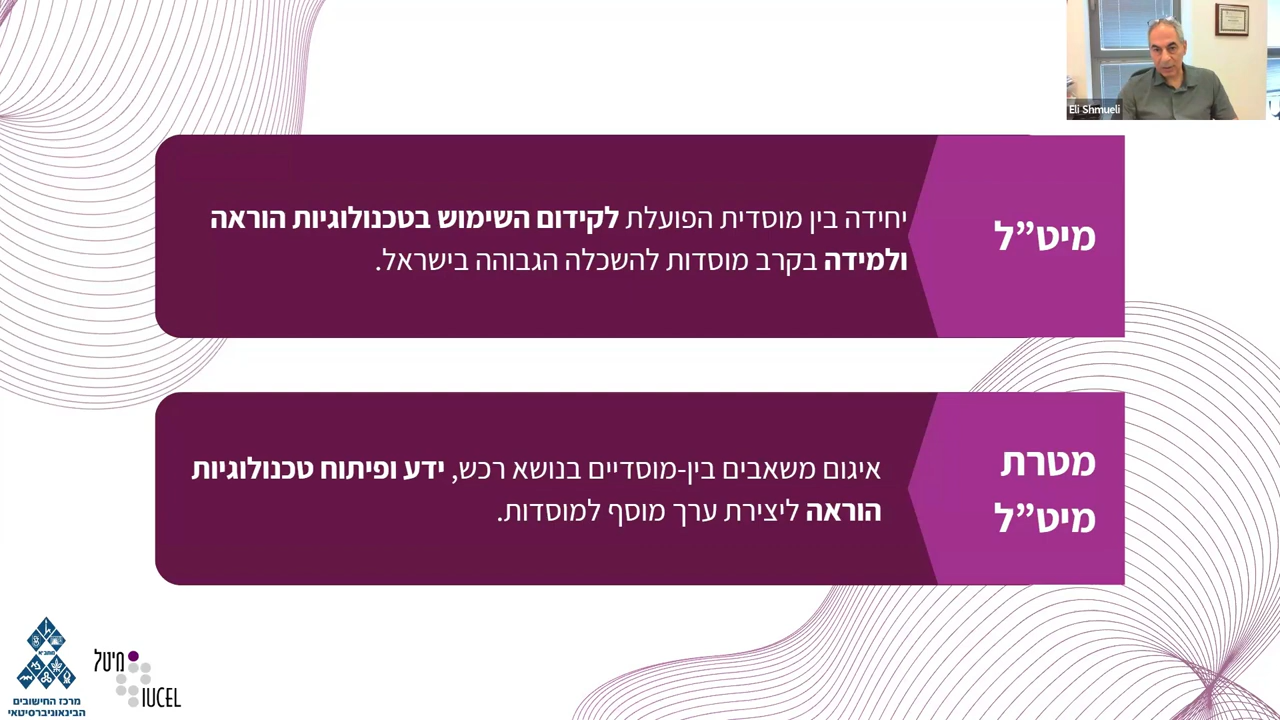 Eli Shmueli
מיט”ל
יחידה בין מוסדית הפועלת לקידום השימוש בטכנולוגיות הוראה
ולמידה בקרב מוסדות להשכלה הגבוהה בישראל.
מטרת
מיט”ל
איגום משאבים בין-מוסדיים בנושא רכש, ידע ופיתוח טכנולוגיות
הוראה ליצירת ערך מוסף למוסדות.
מיטל
IUCEL
מרכז החישובים
הבינאוניברסיטאי